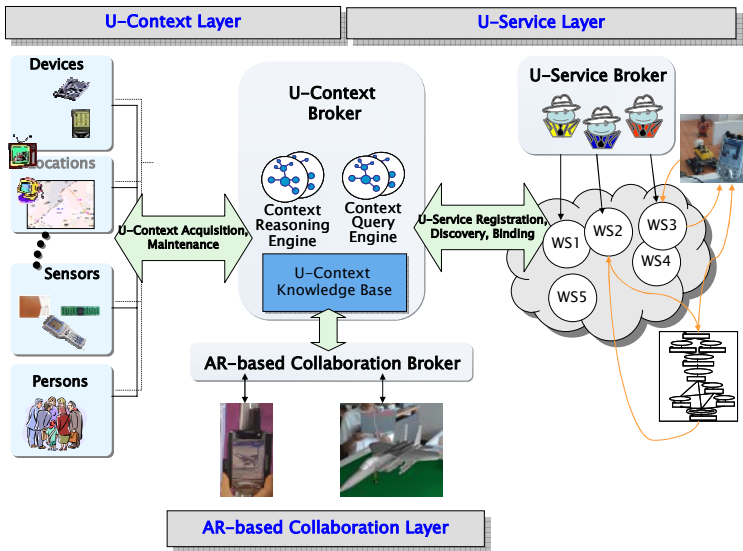 U-Context Layer
U-Service Layer
Devices
Locations
Sensors
Persons
U-Context Acquisition,
Maintenance
U-Context
Broker
Context
Reasoning
Engine
Context
Query
Engine
U-Context
Knowledge Base
U-Service Registration,
Discovery, Binding
U-Service Broker
WS1
WS2
WS3
WS4
WS5
AR-based Collaboration Broker
AR-based Collaboration Layer